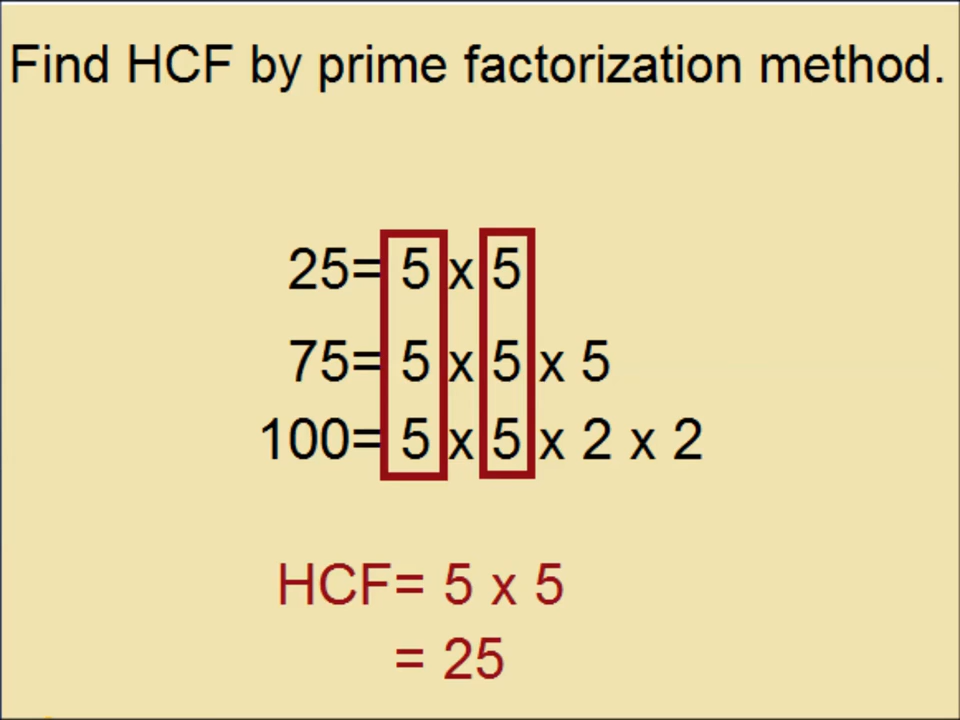 Find HCF by prime factorization method.
25= 5 x 5
75= 5 x 5 x 5
100= 5 x 5 x 2 x 2
HCF= 5 x 5
= 25